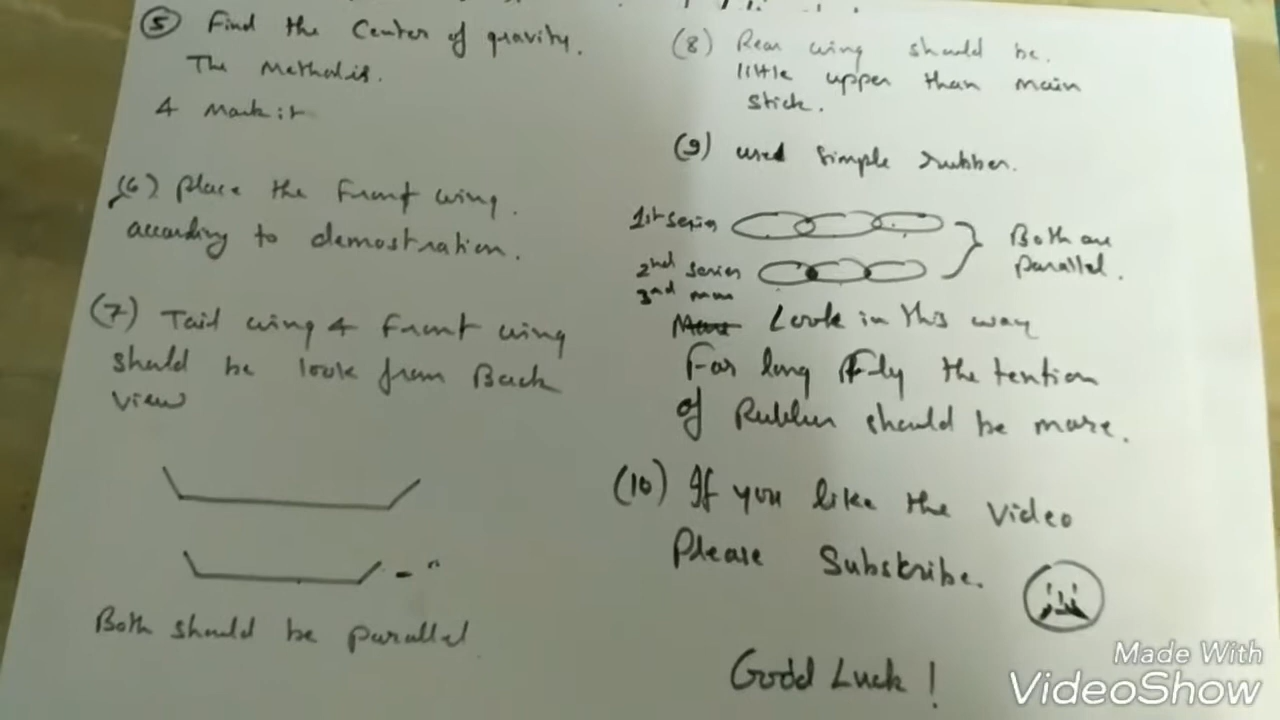 (5) Find the Center of gravity.
The Method is.
4 Mark it
(6) Place the Front wing.
according to demostration.
(7) Tail wing 4 Front wing
should be look from Back
View
Both should be parallel
(8) Rear wing should be.
little upper than main
stick.
(9) used simple rubber.
1st series
2nd series
Both are
parallel.
Look in this way
For long Fly the tention
of Rubber should be more.
(10) If you like the video
Please Subskribe.
Godd Luck !
Made With
VideoShow